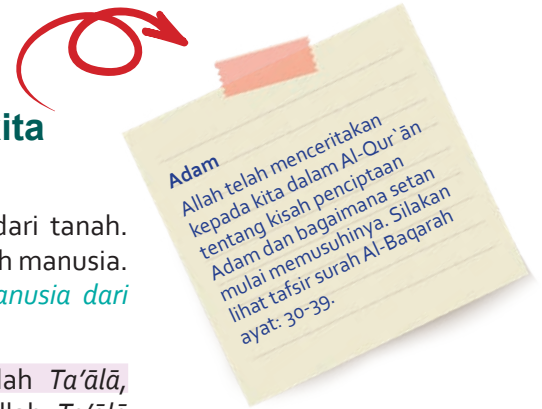 ita
dari tanah.
h manusia.
anusia dari
lah Ta'ālā,
Adam
Allah telah menceritakan
kepada kita dalam Al-Qur`ān
tentang kisah penciptaan
Adam dan bagaimana setan
mulai memusuhinya. Silakan
lihat tafsir surah Al-Baqarah
ayat: 30-39.